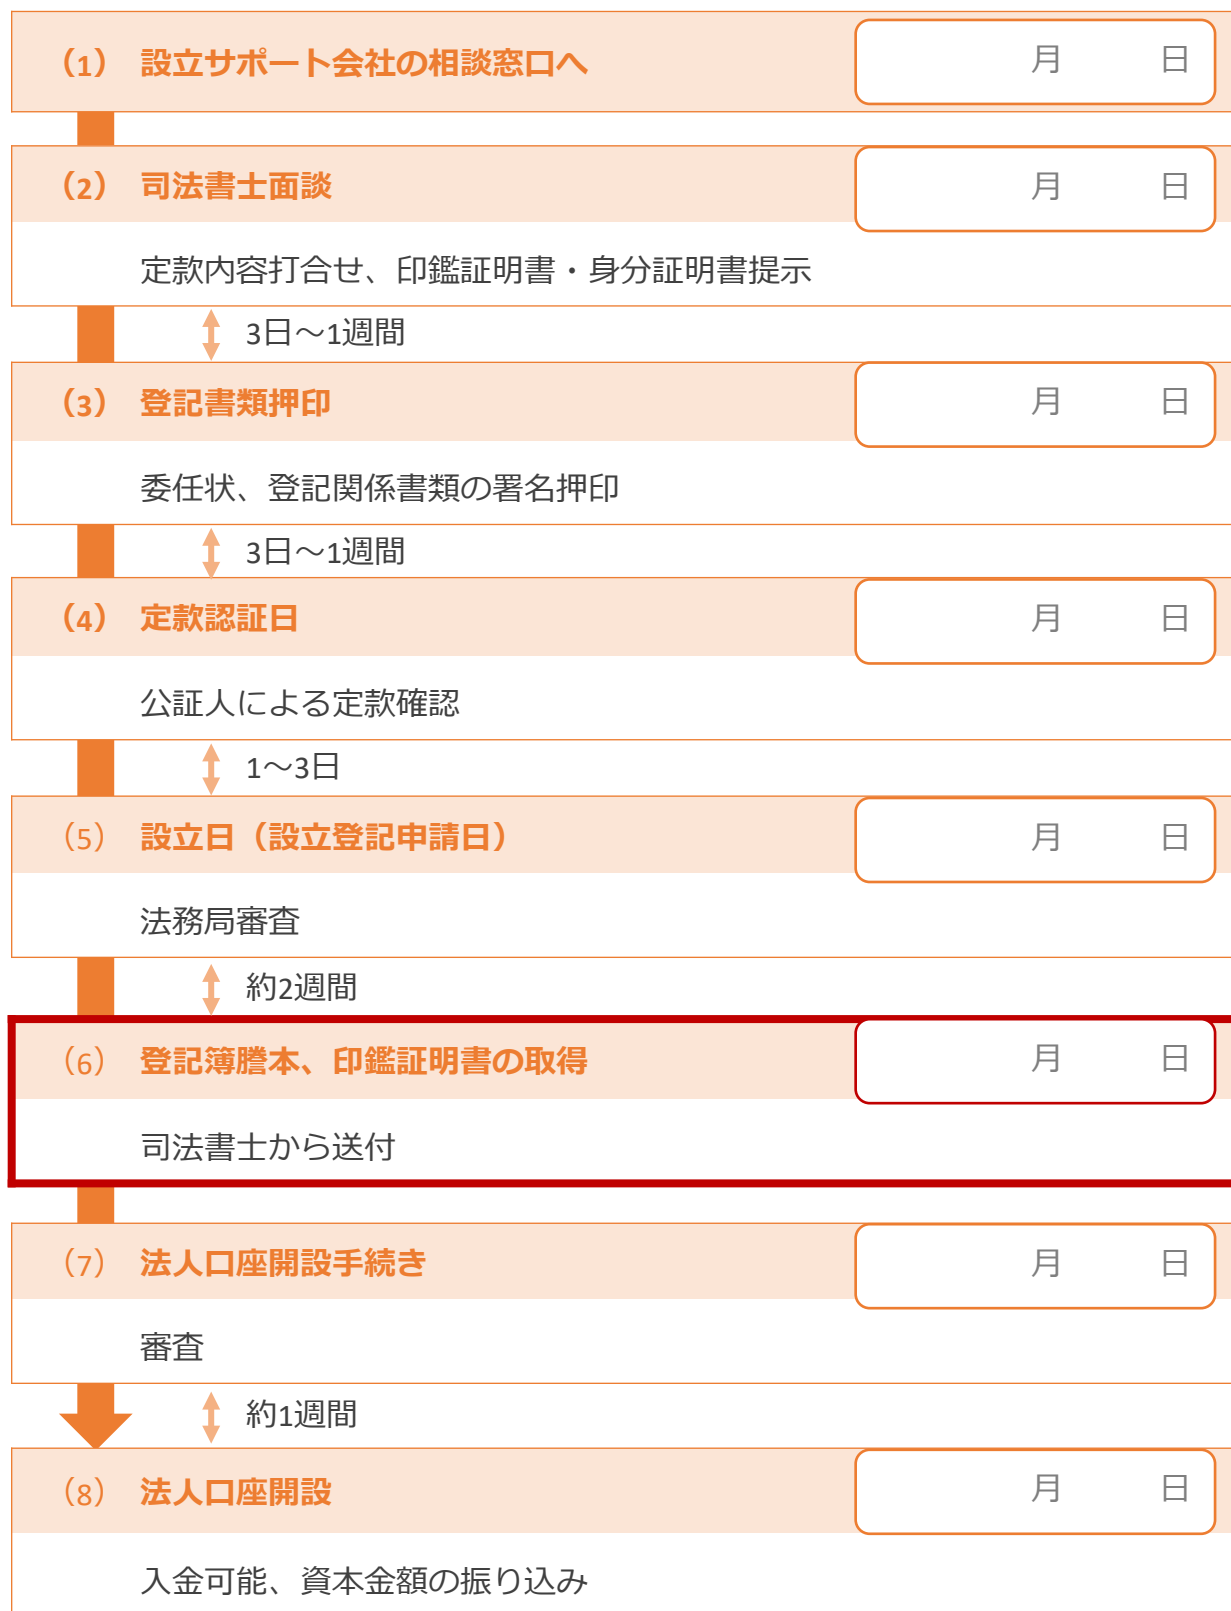 （1） 設立サポート会社の相談窓口へ 月 日
（2） 司法書士面談 月 日
定款内容打合せ、印鑑証明書・身分証明書提示
3日～1週間
（3） 登記書類押印 月 日
委任状、登記関係書類の署名押印
3日～1週間
（4） 定款認証日 月 日
公証人による定款確認
1～3日
（5） 設立日（設立登記申請日） 月 日
法務局審査
約2週間
（6） 登記簿謄本、印鑑証明書の取得 月 日
司法書士から送付
（7） 法人口座開設手続き 月 日
審査
約1週間
（8） 法人口座開設 月 日
入金可能、資本金額の振り込み